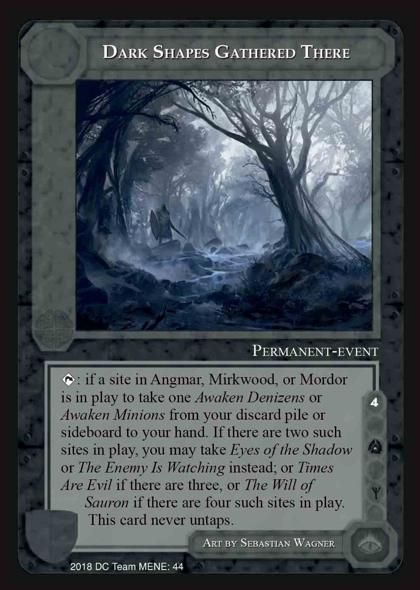 Dark Shapes Gathered There
Permanent-event
: if a site in Angmar, Mirkwood, or Mordor
is in play to take one Awaken Denizens or
Awaken Minions from your discard pile or
sideboard to your hand. If there are two such
sites in play, you may take Eyes of the Shadow
or The Enemy Is Watching instead; or Times
Are Evil if there are three, or The Will of
Sauron if there are four such sites in play.
This card never untaps.
4
Art by Sebastian Wagner
2018 DC Team MENE: 44